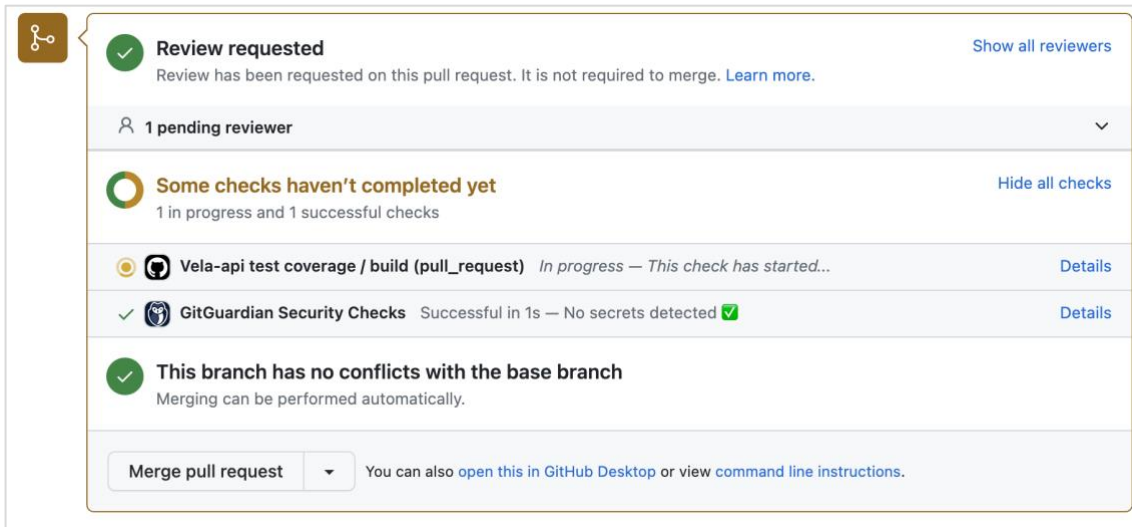 Review requested
Show all reviewers
Review has been requested on this pull request. It is not required to merge. Learn more.
1 pending reviewer
Some checks haven’t completed yet
Hide all checks
1 in progress and 1 successful checks
Vela-api test coverage / build (pull_request) In progress — This check has started...
Details
GitGuardian Security Checks Successful in 1s — No secrets detected ✅
Details
This branch has no conflicts with the base branch
Merging can be performed automatically.
Merge pull request
You can also open this in GitHub Desktop or view command line instructions.